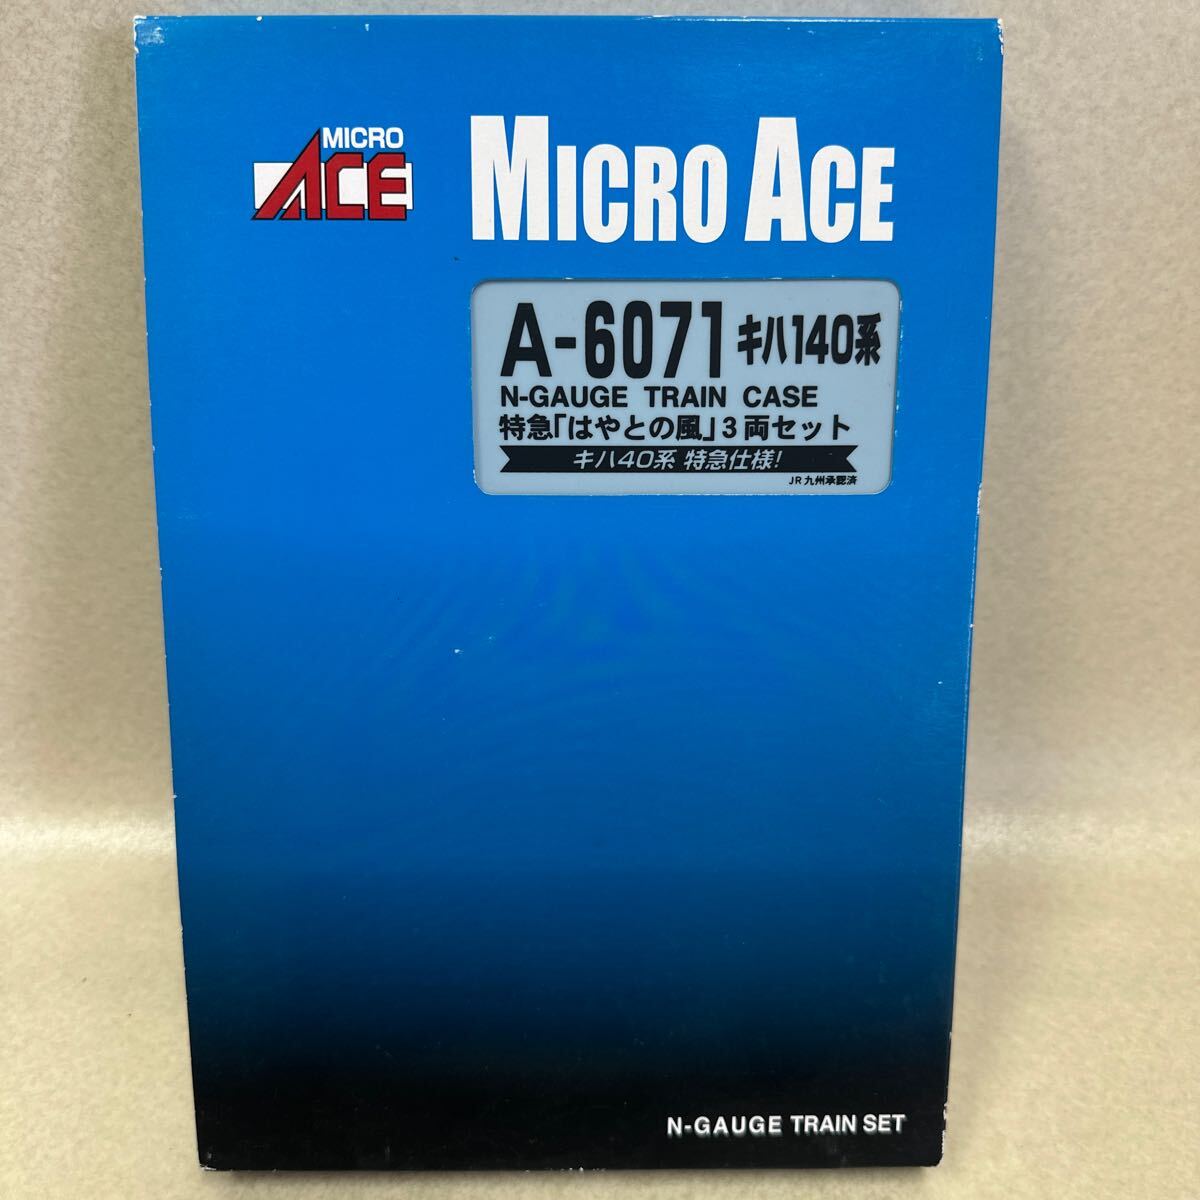 MICRO
ACE
MICRO ACE
A-6071 キハ140系
N-GAUGE TRAIN CASE
特急「はやとの風」3両セット
キハ40系 特急仕様!
JR九州承認済
N-GAUGE TRAIN SET